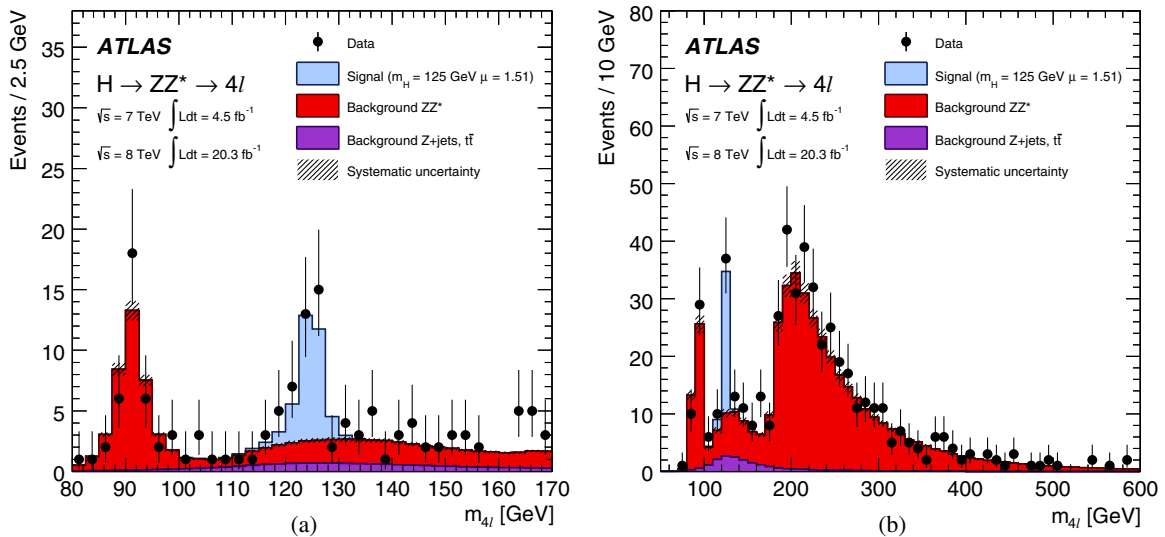 Events / 2.5 GeV
35
30
25
20
15
10
5
0
ATLAS
H → ZZ* → 4l
√s = 7 TeV ∫Ldt = 4.5 fb⁻¹
√s = 8 TeV ∫Ldt = 20.3 fb⁻¹
Data
Signal (m_H = 125 GeV μ = 1.51)
Background ZZ*
Background Z+jets, tt̄
Systematic uncertainty
80 90 100 110 120 130 140 150 160 170
m_4l [GeV]
(a)
Events / 10 GeV
80
70
60
50
40
30
20
10
0
ATLAS
H → ZZ* → 4l
√s = 7 TeV ∫Ldt = 4.5 fb⁻¹
√s = 8 TeV ∫Ldt = 20.3 fb⁻¹
Data
Signal (m_H = 125 GeV μ = 1.51)
Background ZZ*
Background Z+jets, tt̄
Systematic uncertainty
100 200 300 400 500 600
m_4l [GeV]
(b)